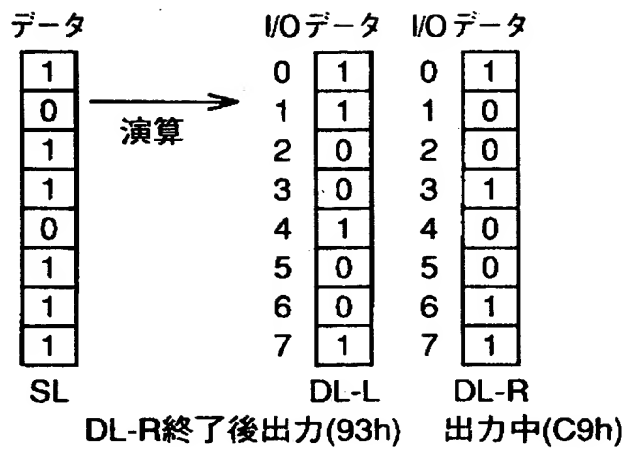 データ I/Oデータ I/Oデータ
1 0 1 0 1
0 演算 1 1 1 0
1 2 0 2 0
1 3 0 3 1
0 4 1 4 0
1 5 0 5 0
1 6 0 6 1
1 7 1 7 1
SL DL-L DL-R
DL-R終了後出力(93h) 出力中(C9h)